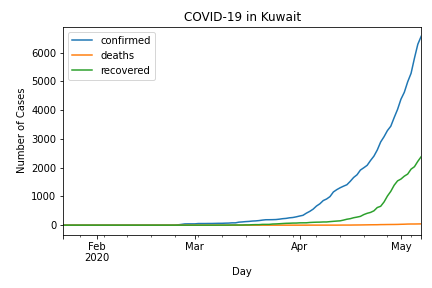 COVID-19 in Kuwait
confirmed
deaths
recovered
Number of Cases
6000
5000
4000
3000
2000
1000
0
Feb
2020
Mar
Apr
May
Day